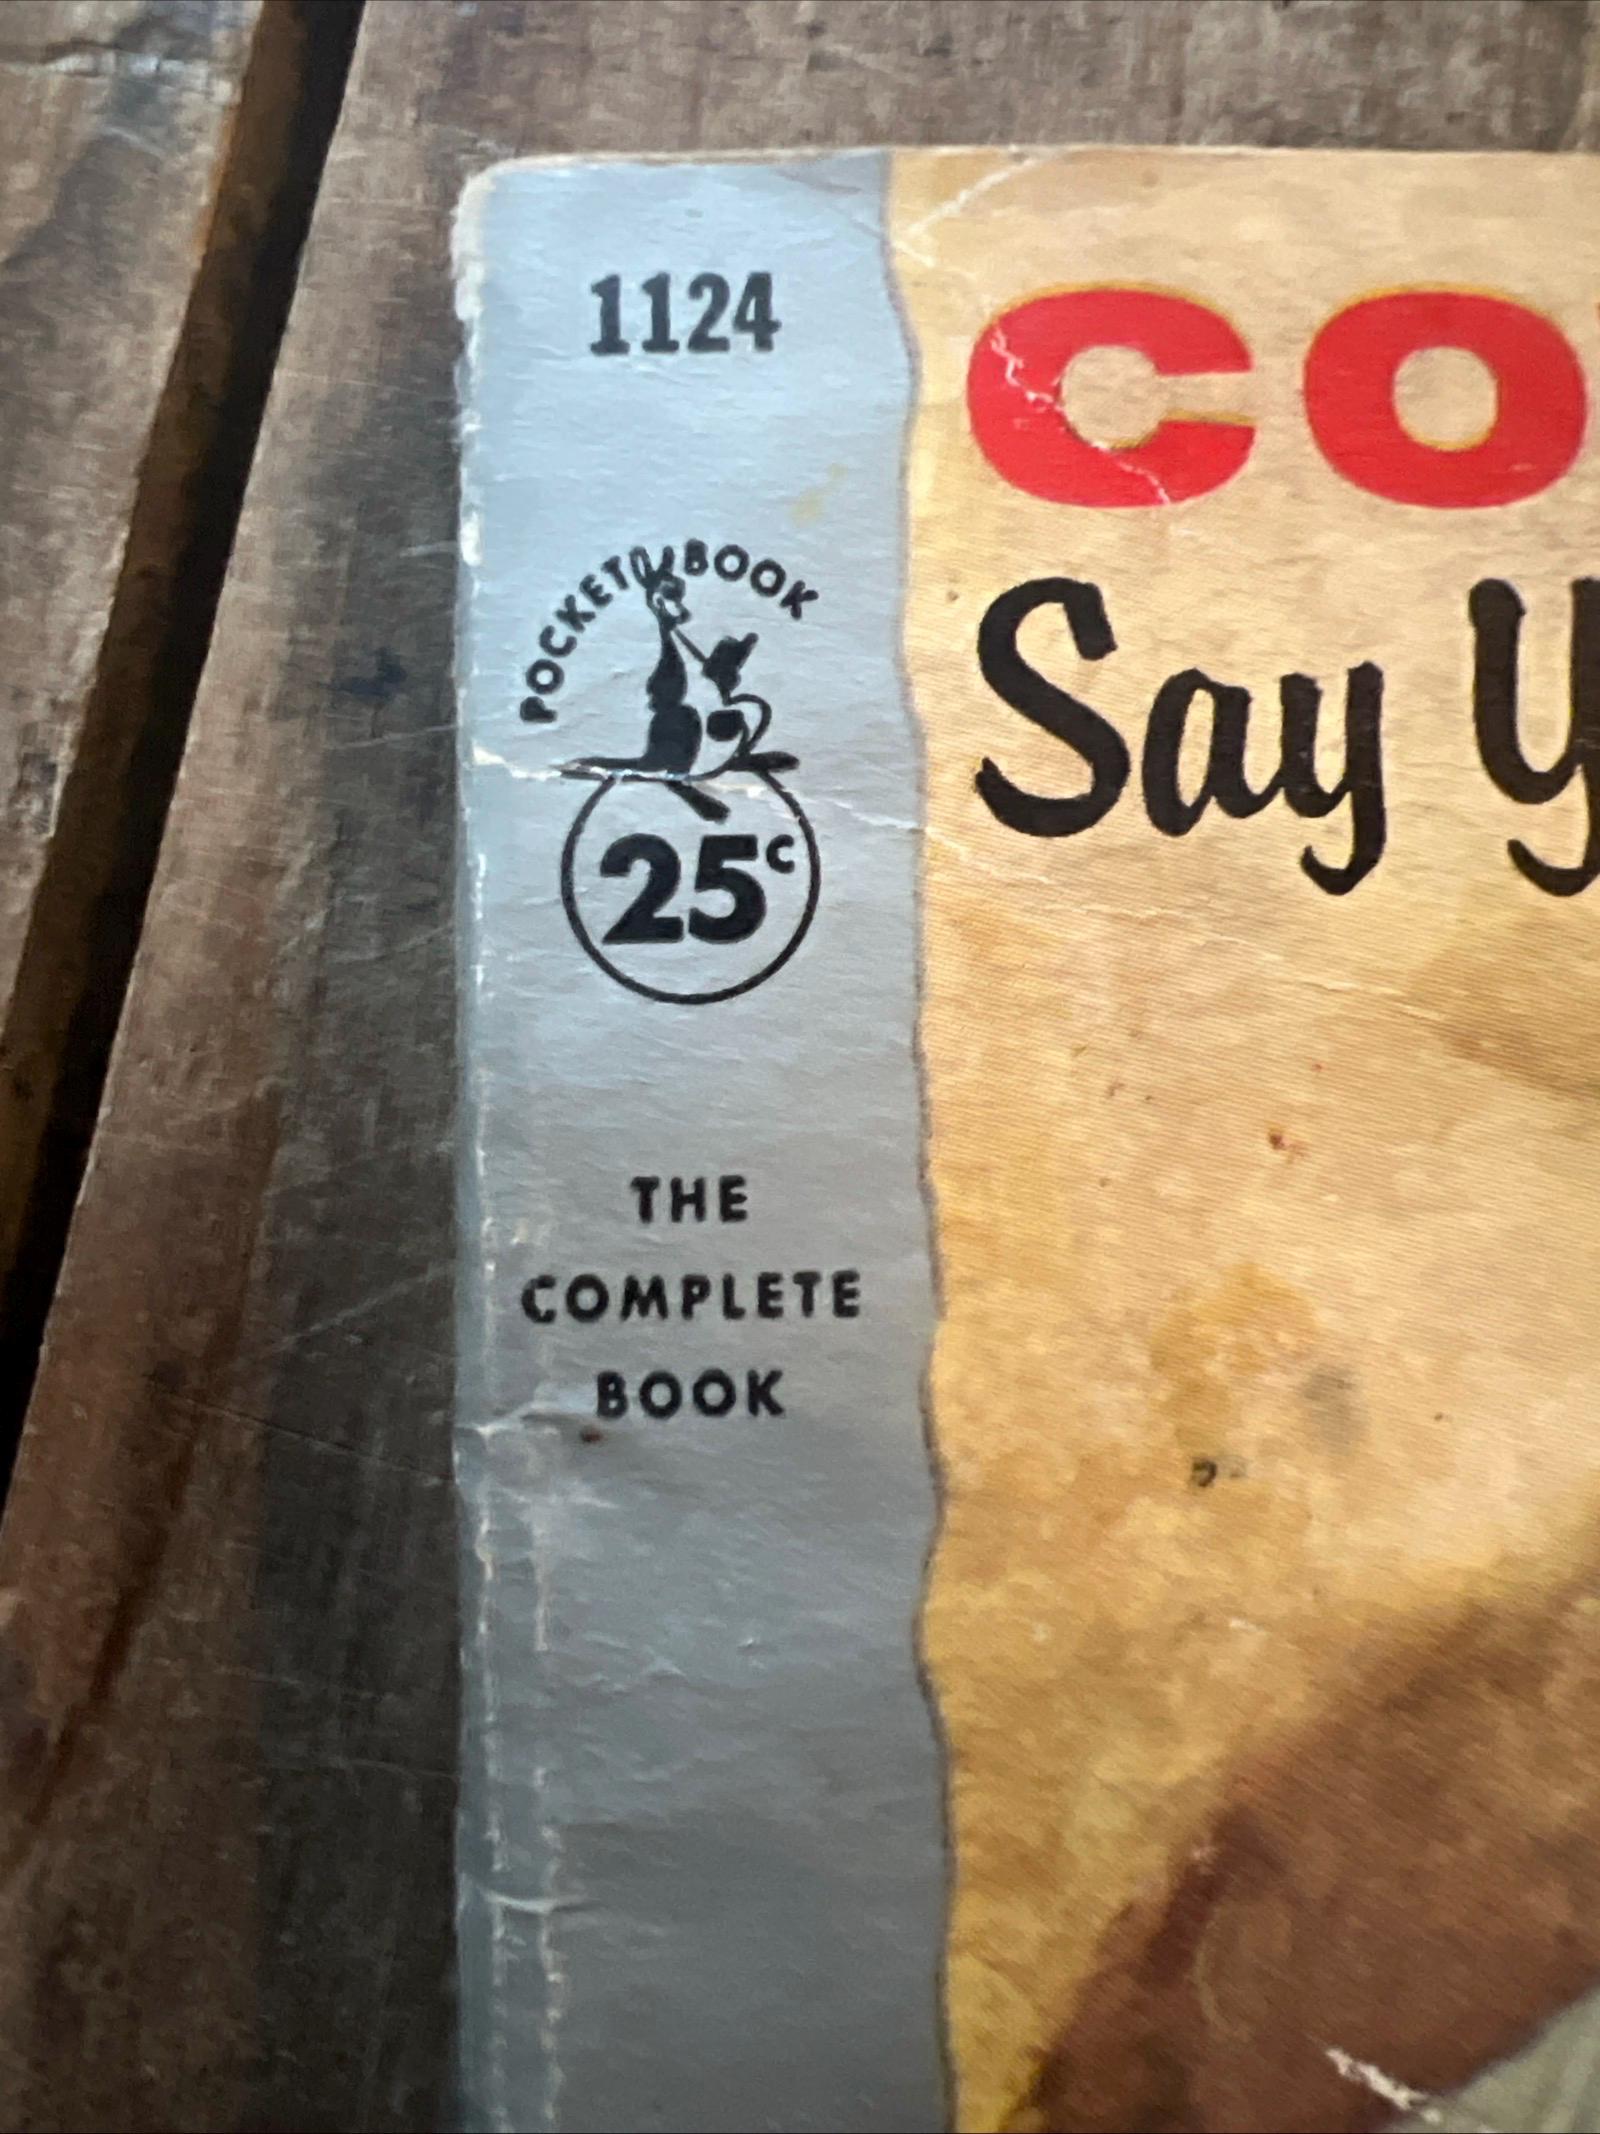 1124
POCKET BOOK
25c
THE
COMPLETE
BOOK
CO
Say Y